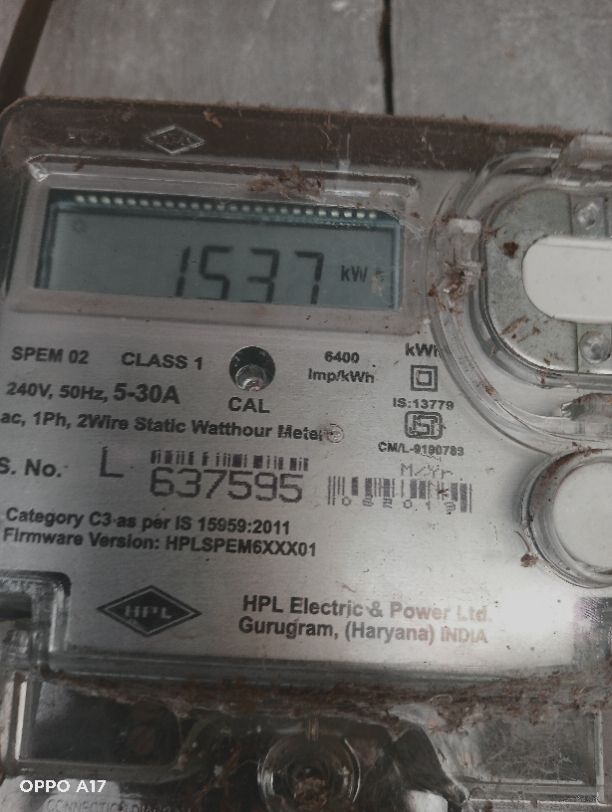 1537 kW
SPEM 02 CLASS 1 6400 Imp/kWh kWh
240V, 50Hz, 5-30A CAL IS:13779
ac, 1Ph, 2Wire Static Watthour Meter
CM/L-9190783
S. No. L 637595 M/Yr
Category C3 as per IS 15959:2011
Firmware Version: HPLSPEM6XXX01
HPL
HPL Electric & Power Ltd.
Gurugram, (Haryana) INDIA
OPPO A17